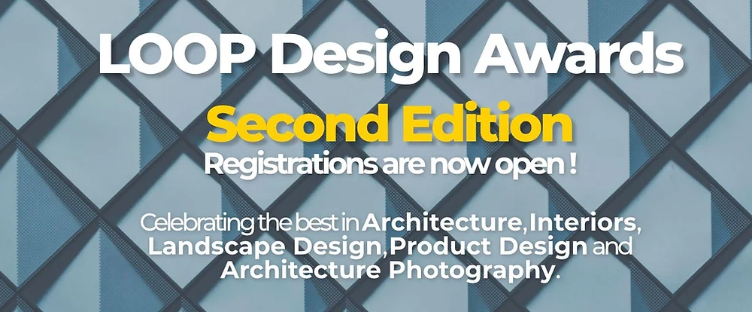 LOOP Design Awards
Second Edition
Registrations are now open !
Celebrating the best in Architecture, Interiors,
Landscape Design, Product Design and
Architecture Photography.